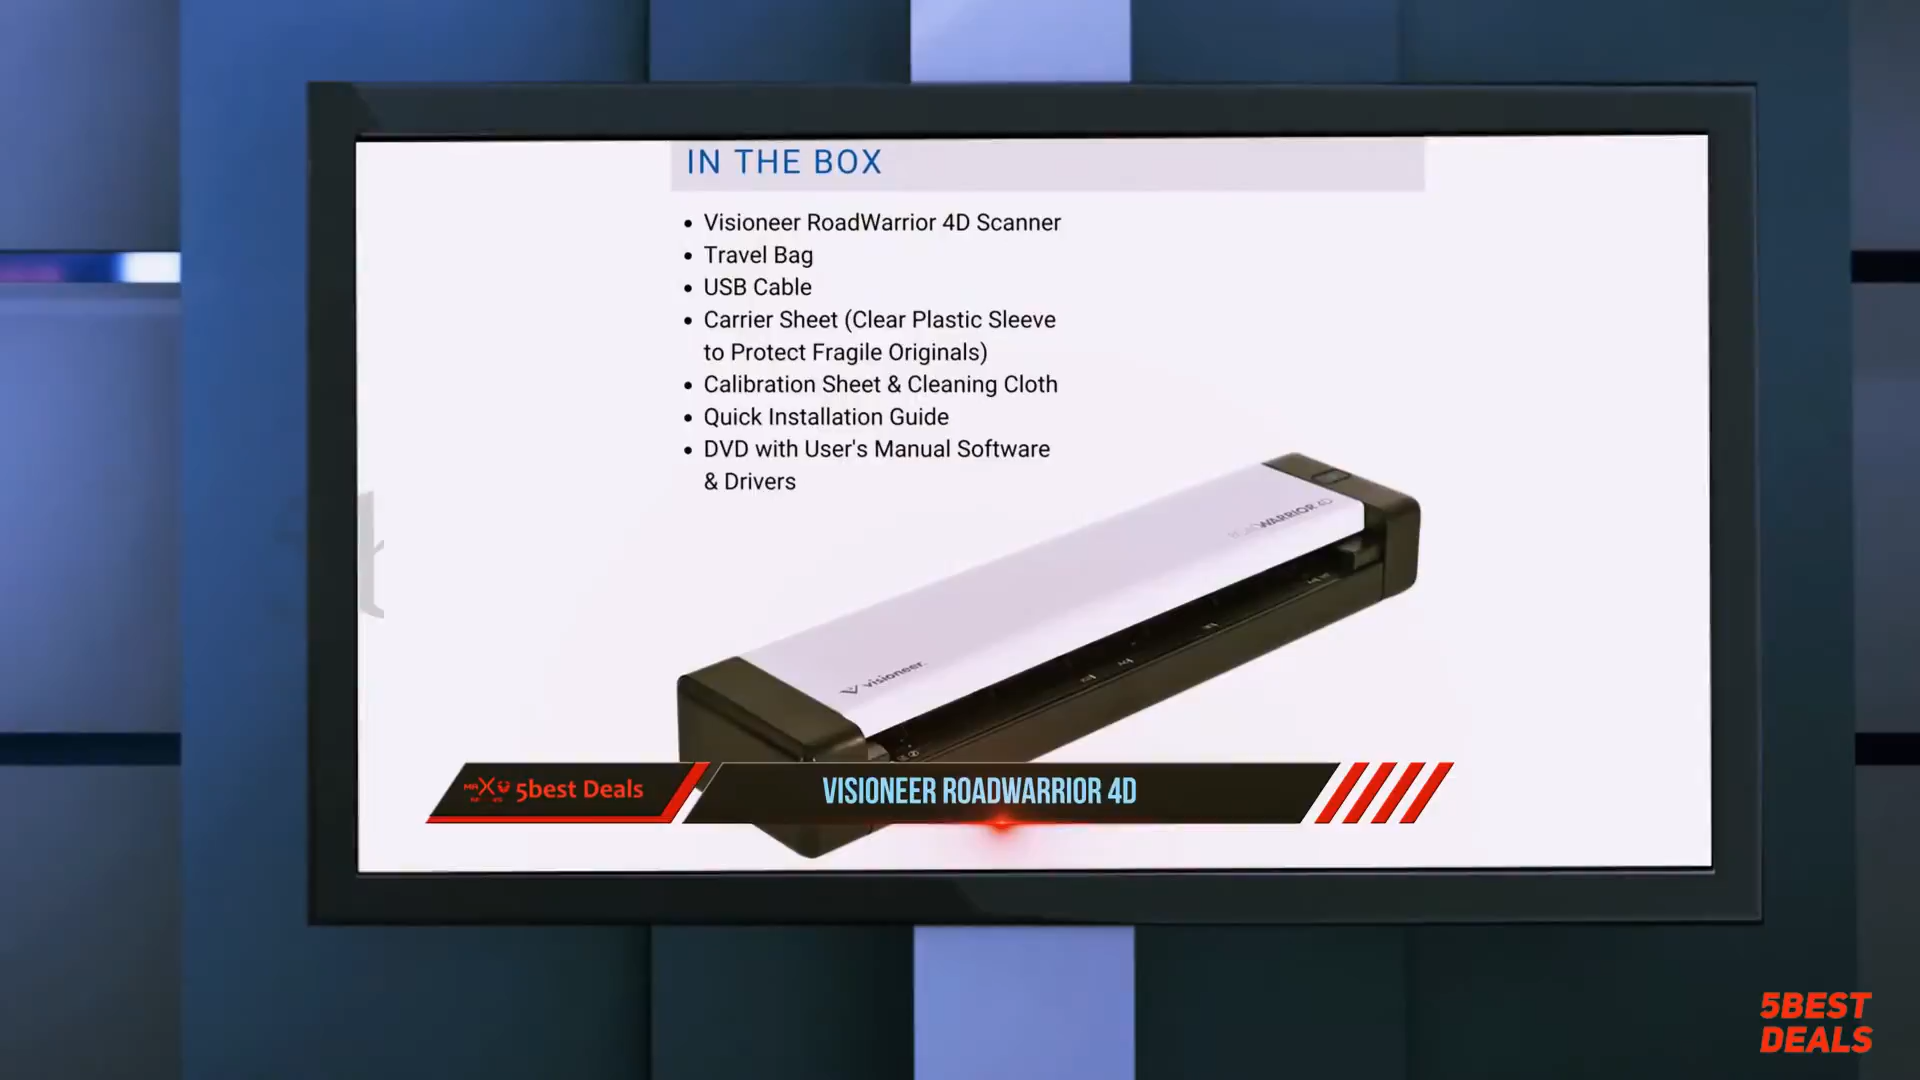 IN THE BOX
• Visioneer RoadWarrior 4D Scanner
• Travel Bag
• USB Cable
• Carrier Sheet (Clear Plastic Sleeve
to Protect Fragile Originals)
• Calibration Sheet & Cleaning Cloth
• Quick Installation Guide
• DVD with User's Manual Software
& Drivers
ROADWARRIOR 4D
visioneer
5best Deals
VISIONEER ROADWARRIOR 4D
5BEST
DEALS